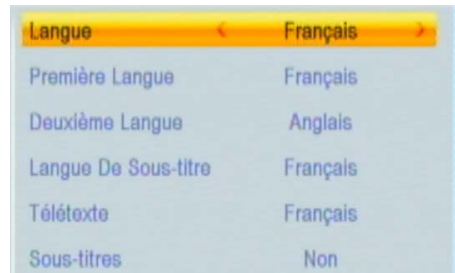 Langue < Français >
Première Langue Français
Deuxième Langue Anglais
Langue De Sous-titre Français
Télétexte Français
Sous-titres Non